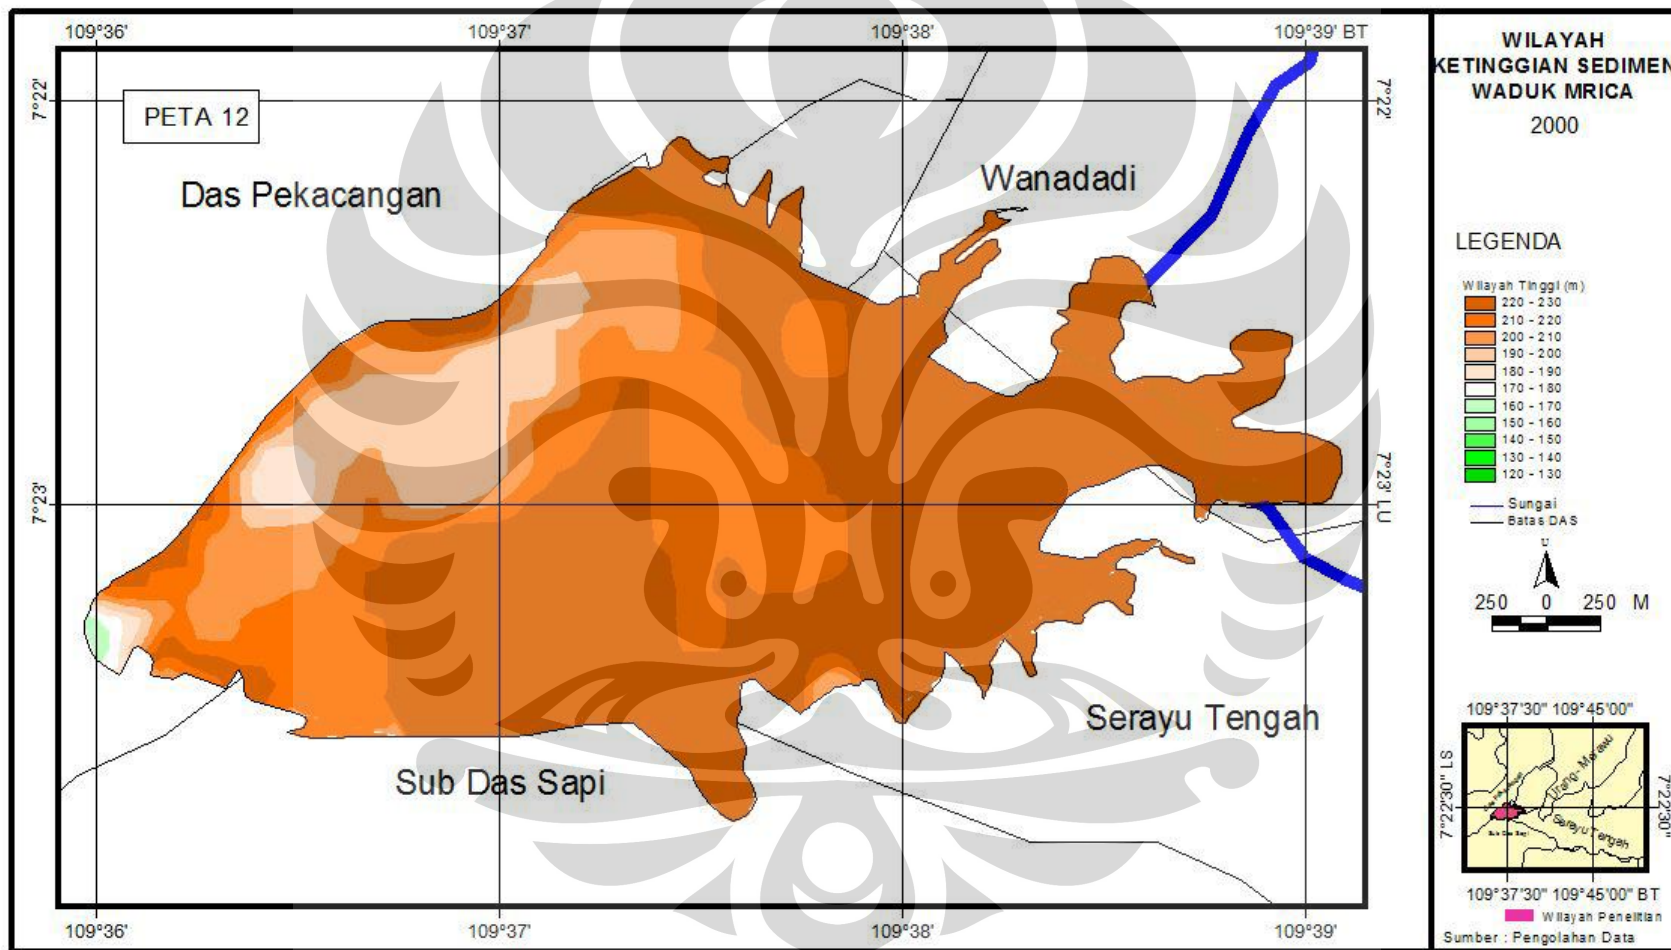 109°36' 109°37' 109°38' 109°39' BT
7°22' 7°22'
PETA 12
Das Pekacangan
Wanadadi
7°23' 7°23' LU
Serayu Tengah
Sub Das Sapi
109°36' 109°37' 109°38' 109°39'
WILAYAH
KETINGGIAN SEDIMEN
WADUK MRICA
2000
LEGENDA
Wilayah Tinggi (m)
220 - 230
210 - 220
200 - 210
190 - 200
180 - 190
170 - 180
160 - 170
150 - 160
140 - 150
130 - 140
120 - 130
Sungai
Batas DAS
U
250 0 250 M
109°37'30" 109°45'00"
7°22'30" LS 7°22'30"
Urang - Merawu
Serayu Tengah
Sub Das Sapi
109°37'30" 109°45'00" BT
Wilayah Penelitian
Sumber : Pengolahan Data